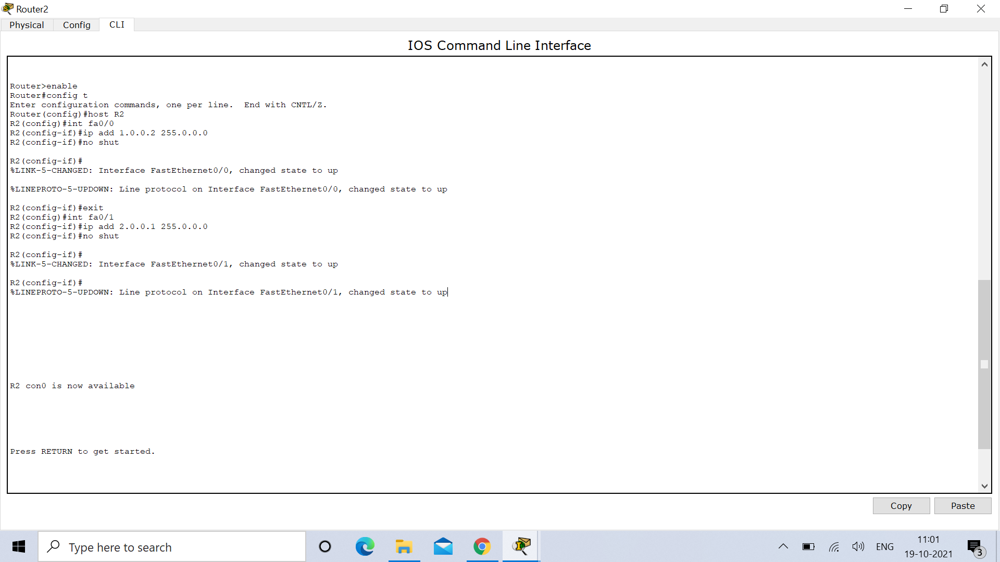 Router2
Physical Config CLI
IOS Command Line Interface
Router>enable
Router#config t
Enter configuration commands, one per line.  End with CNTL/Z.
Router(config)#host R2
R2(config)#int fa0/0
R2(config-if)#ip add 1.0.0.2 255.0.0.0
R2(config-if)#no shut
R2(config-if)#
%LINK-5-CHANGED: Interface FastEthernet0/0, changed state to up
%LINEPROTO-5-UPDOWN: Line protocol on Interface FastEthernet0/0, changed state to up
R2(config-if)#exit
R2(config)#int fa0/1
R2(config-if)#ip add 2.0.0.1 255.0.0.0
R2(config-if)#no shut
R2(config-if)#
%LINK-5-CHANGED: Interface FastEthernet0/1, changed state to up
R2(config-if)#
%LINEPROTO-5-UPDOWN: Line protocol on Interface FastEthernet0/1, changed state to up
R2 con0 is now available
Press RETURN to get started.
Copy Paste
Type here to search
ENG
11:01
19-10-2021
3